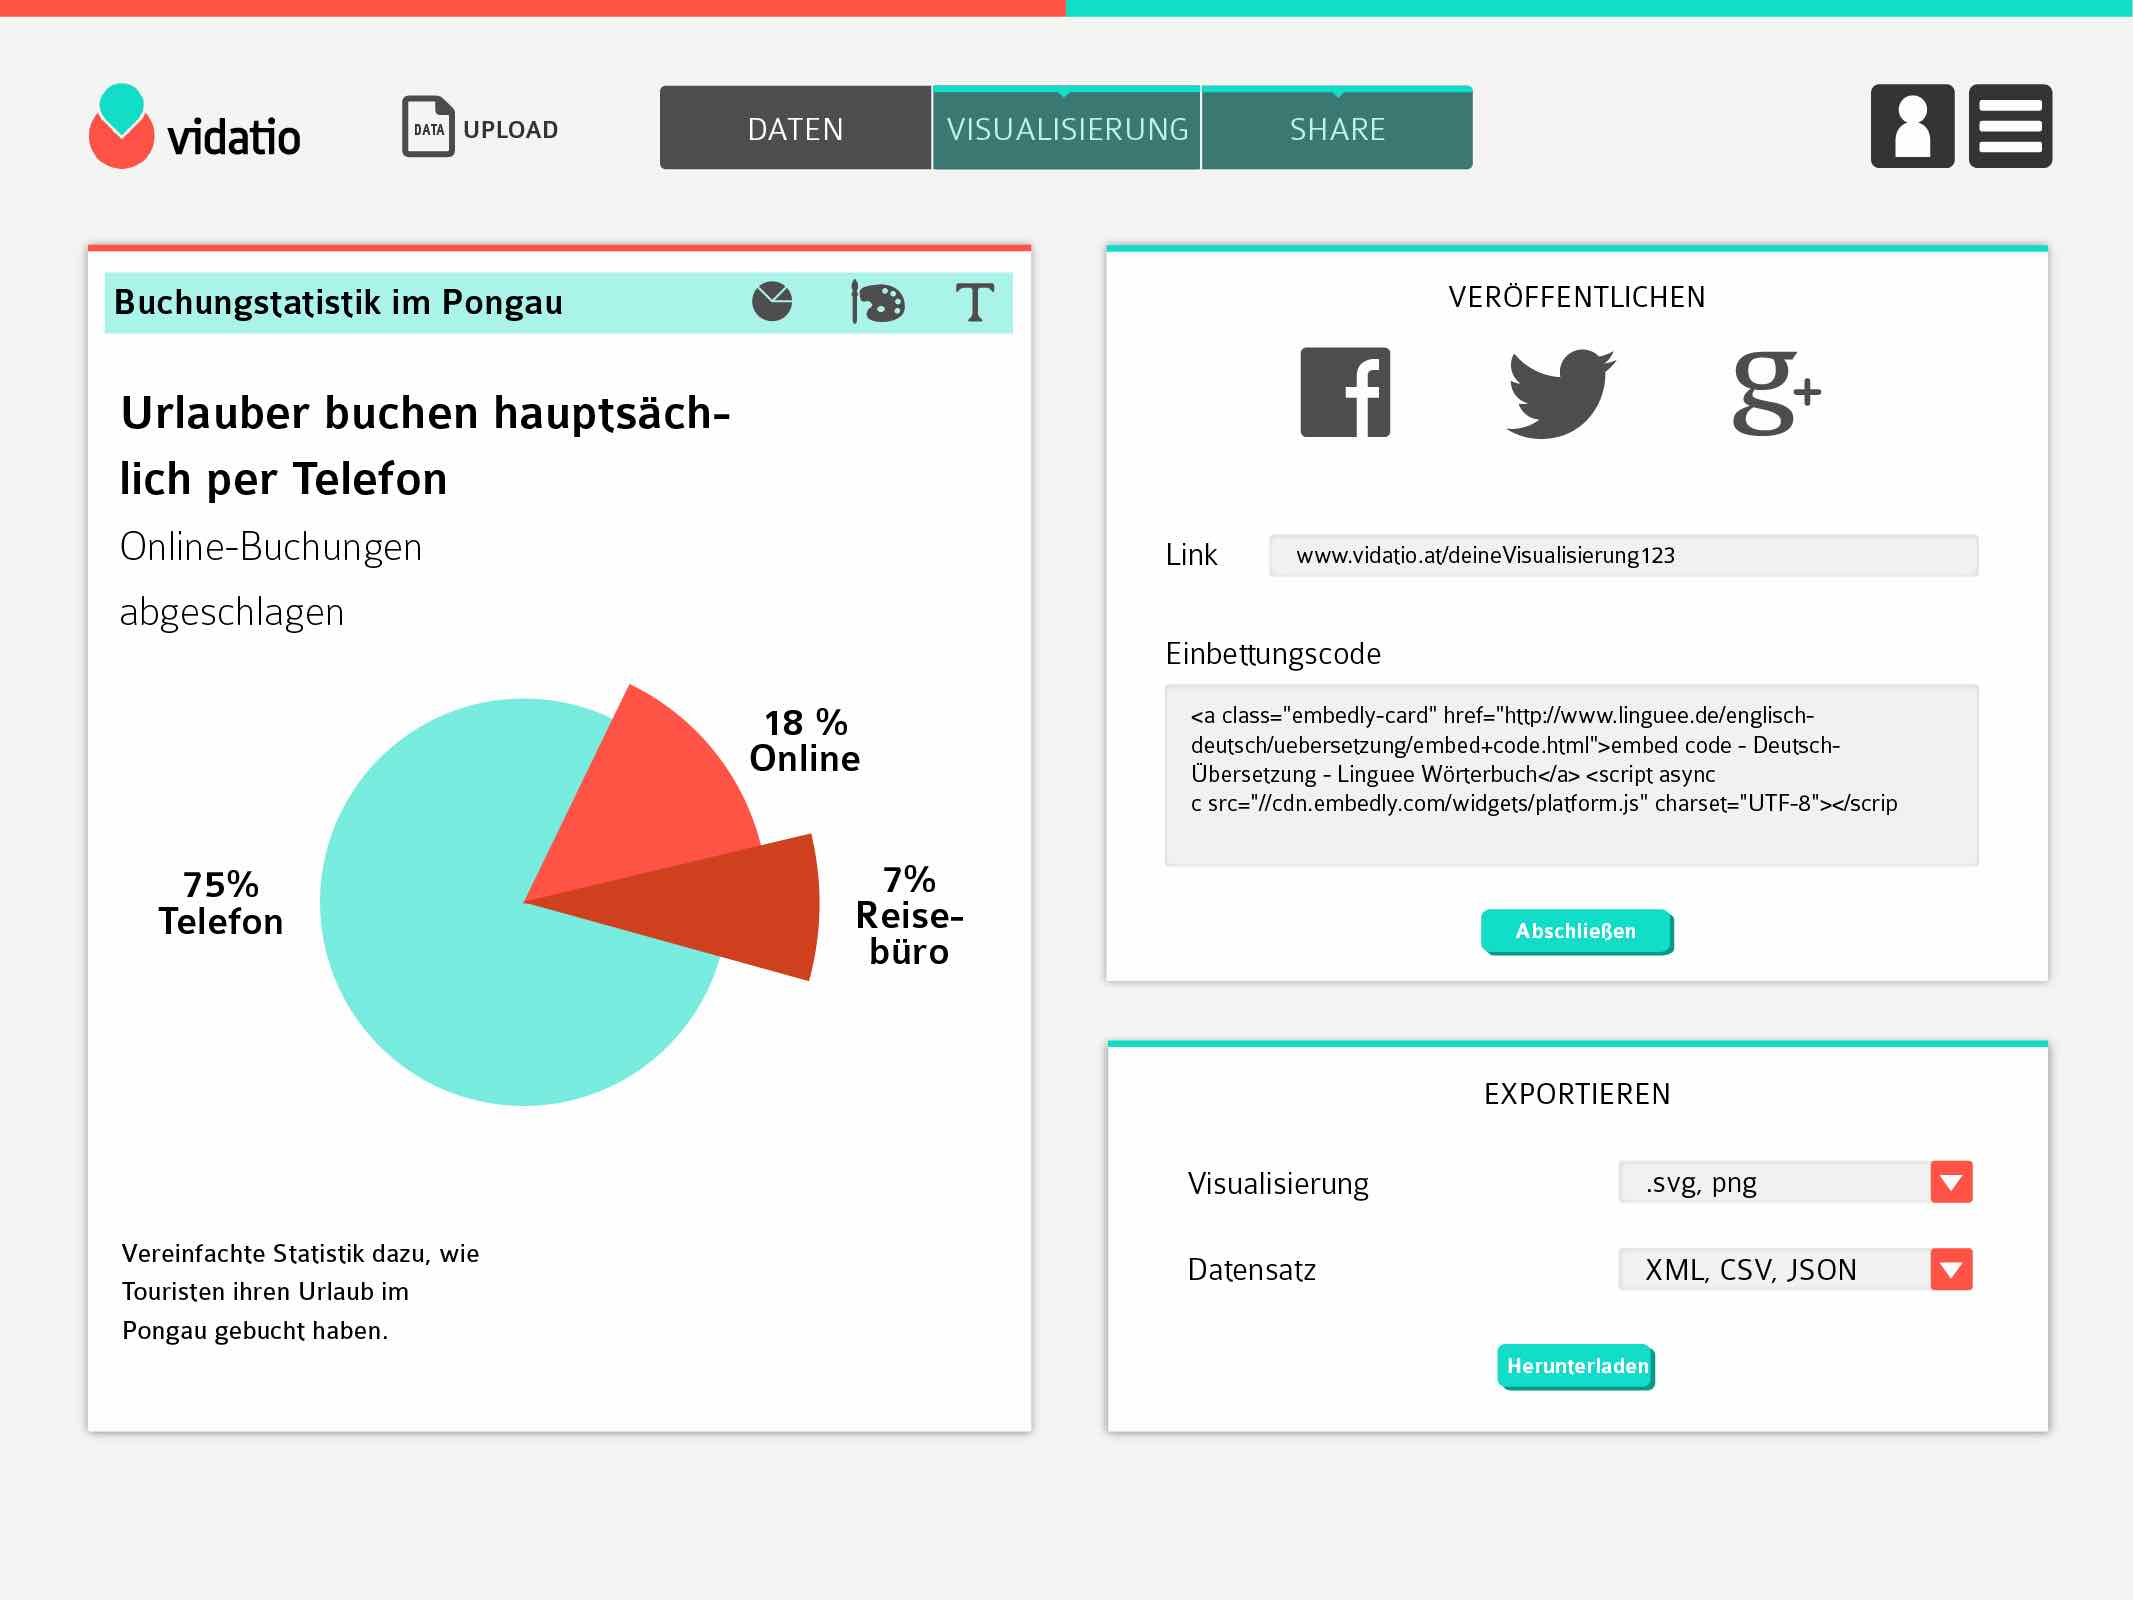 vidatio
DATA
UPLOAD
DATEN
VISUALISIERUNG
SHARE
Buchungstatistik im Pongau
Urlauber buchen hauptsäch-
lich per Telefon
Online-Buchungen
abgeschlagen
18 %
Online
75%
Telefon
7%
Reise-
büro
Vereinfachte Statistik dazu, wie
Touristen ihren Urlaub im
Pongau gebucht haben.
VERÖFFENTLICHEN
Link
www.vidatio.at/deineVisualisierung123
Einbettungscode
<a class="embedly-card" href="http://www.linguee.de/englisch-
deutsch/uebersetzung/embed+code.html">embed code - Deutsch-
Übersetzung - Linguee Wörterbuch</a> <script async
c src="//cdn.embedly.com/widgets/platform.js" charset="UTF-8"></scrip
Abschließen
EXPORTIEREN
Visualisierung
.svg, png
Datensatz
XML, CSV, JSON
Herunterladen